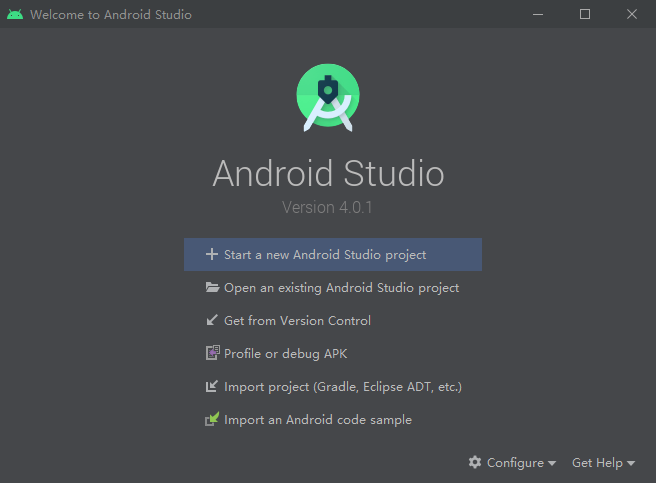 Welcome to Android Studio
Android Studio
Version 4.0.1
Start a new Android Studio project
Open an existing Android Studio project
Get from Version Control
Profile or debug APK
Import project (Gradle, Eclipse ADT, etc.)
Import an Android code sample
Configure Get Help